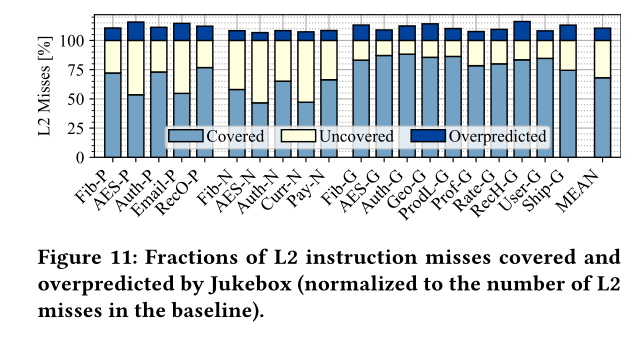 L2 Misses [%]
100
75
50
25
0
Covered Uncovered Overpredicted
Fib-P
AES-P
Auth-P
Email-P
RecO-P
Fib-N
AES-N
Auth-N
Curr-N
Pay-N
Fib-G
AES-G
Auth-G
Geo-G
ProdL-G
Prof-G
Rate-G
RecH-G
User-G
Ship-G
MEAN
Figure 11: Fractions of L2 instruction misses covered and
overpredicted by Jukebox (normalized to the number of L2
misses in the baseline).